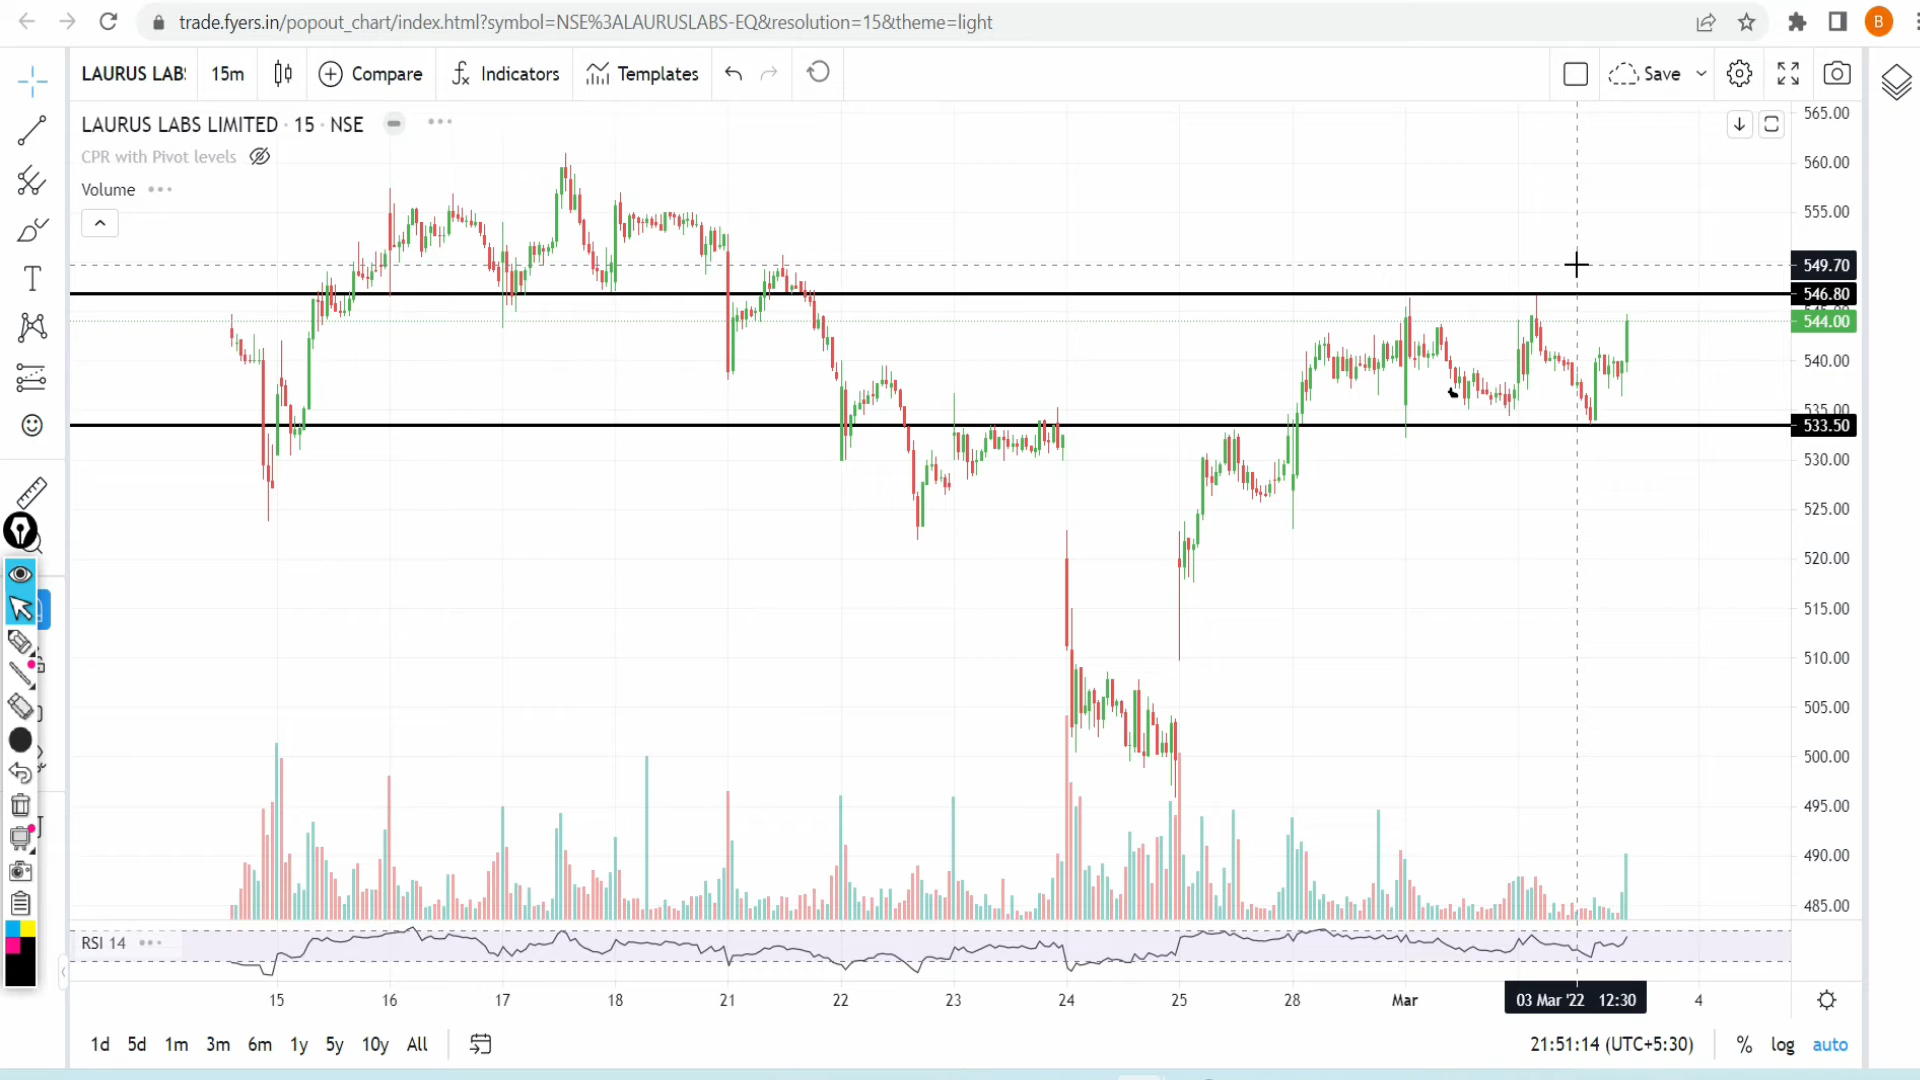 trade.fyers.in/popout_chart/index.html?symbol=NSE%3ALAURUSLABS-EQ&resolution=15&theme=light
B
LAURUS LAB
15m
Compare
Indicators
Templates
Save
LAURUS LABS LIMITED · 15 · NSE
CPR with Pivot levels
Volume
565.00
560.00
555.00
549.70
546.80
544.00
540.00
535.00
533.50
530.00
525.00
520.00
515.00
510.00
505.00
500.00
495.00
490.00
485.00
RSI 14
15 16 17 18 21 22 23 24 25 28 Mar 03 Mar '22 12:30 4
1d 5d 1m 3m 6m 1y 5y 10y All
21:51:14 (UTC+5:30) % log auto